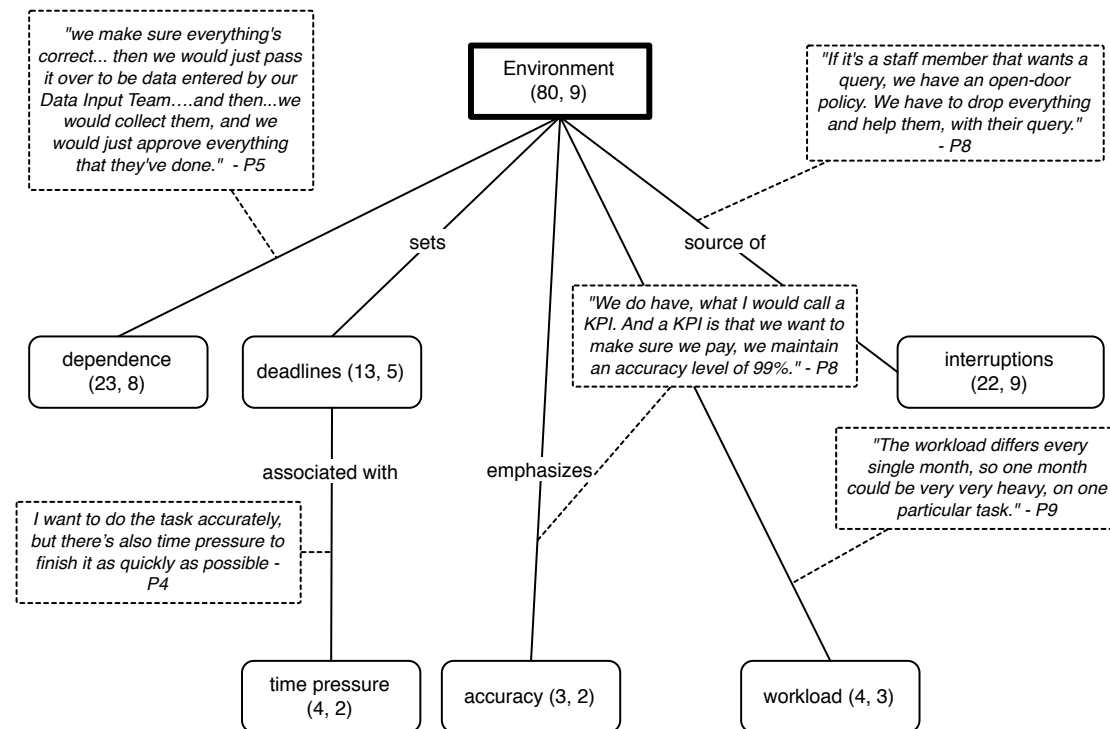 "we make sure everything's
correct... then we would just pass
it over to be data entered by our
Data Input Team....and then...we
would collect them, and we
would just approve everything
that they've done."  - P5
Environment
(80, 9)
"If it's a staff member that wants a
query, we have an open-door
policy. We have to drop everything
and help them, with their query."
- P8
sets
source of
dependence
(23, 8)
deadlines (13, 5)
"We do have, what I would call a
KPI. And a KPI is that we want to
make sure we pay, we maintain
an accuracy level of 99%." - P8
interruptions
(22, 9)
associated with
emphasizes
"The workload differs every
single month, so one month
could be very very heavy, on one
particular task." - P9
I want to do the task accurately,
but there's also time pressure to
finish it as quickly as possible -
P4
time pressure
(4, 2)
accuracy (3, 2)
workload (4, 3)